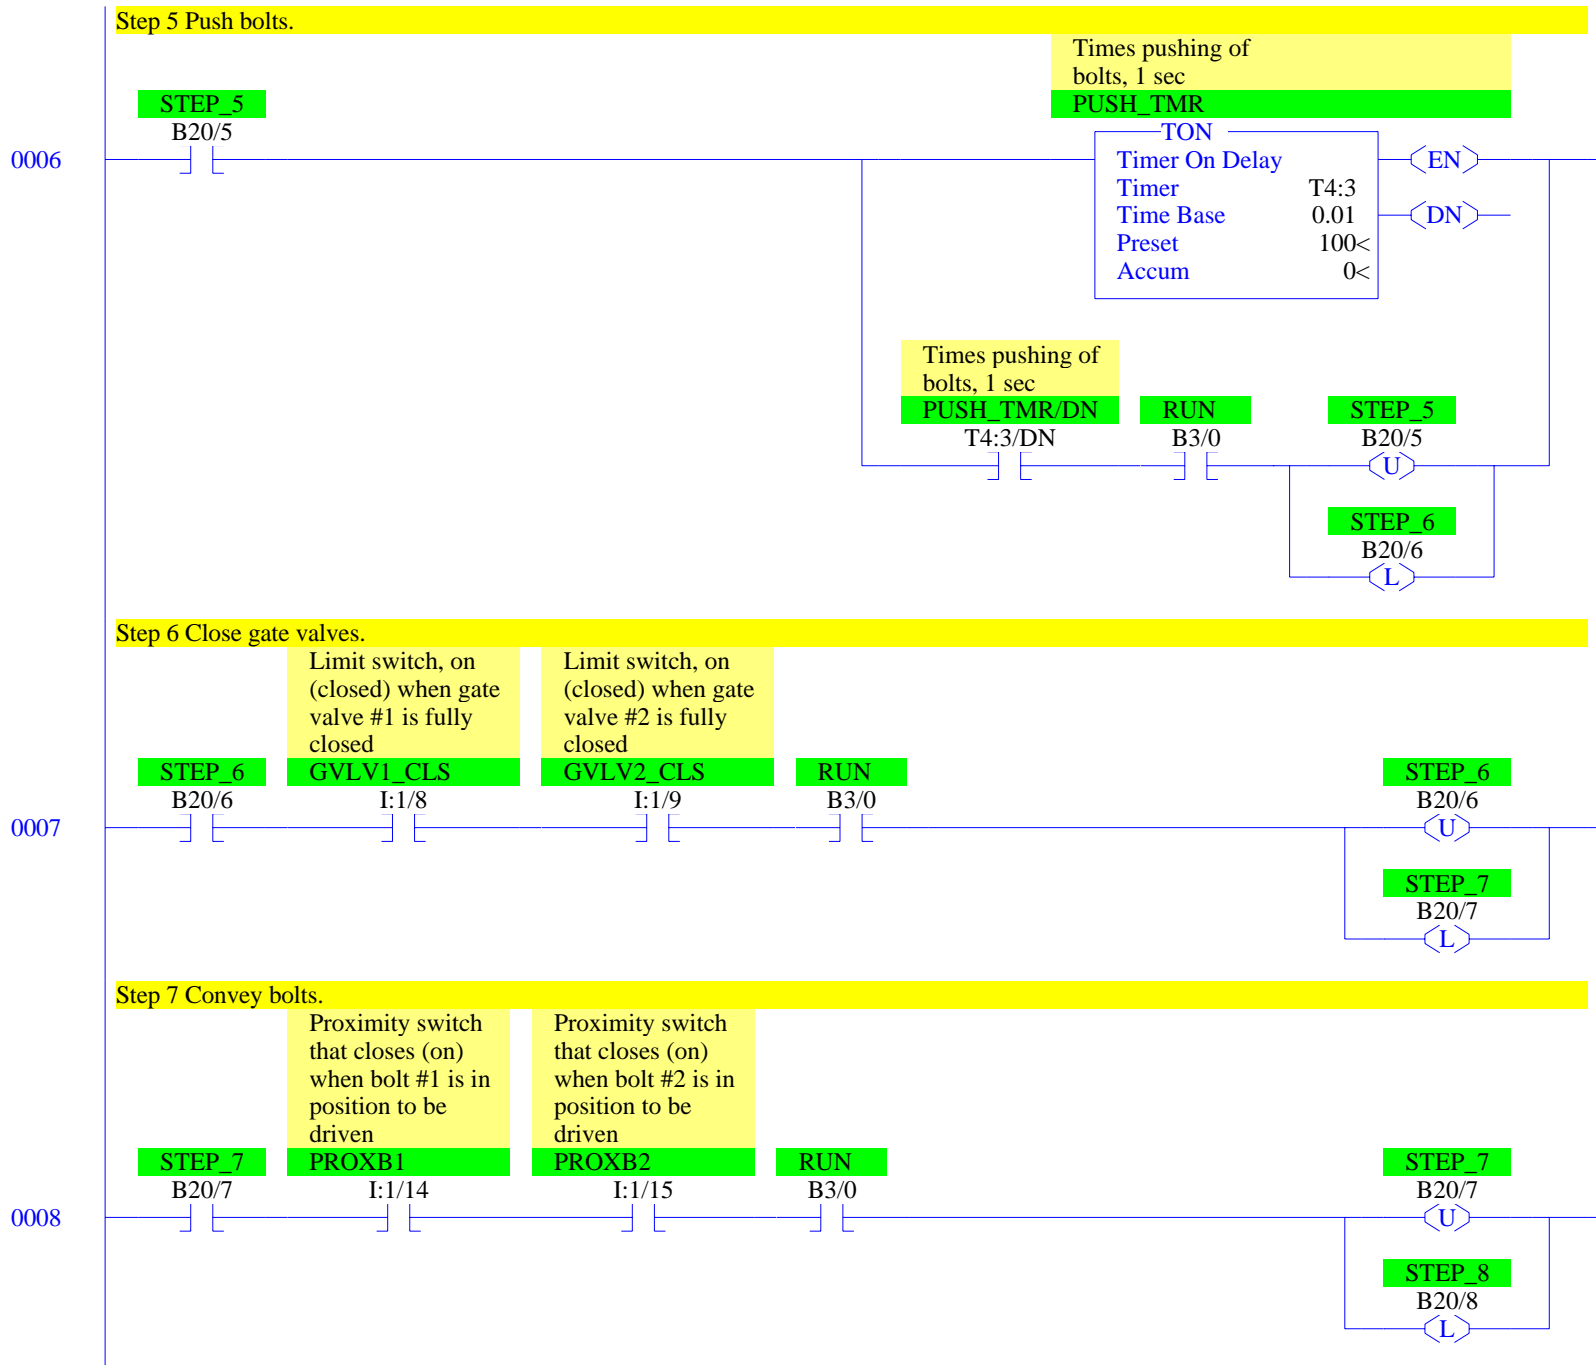 Step 5 Push bolts.
Times pushing of
bolts, 1 sec
STEP_5
PUSH_TMR
B20/5
TON
0006
Timer On Delay
EN
Timer T4:3
Time Base 0.01
DN
Preset 100<
Accum 0<
Times pushing of
bolts, 1 sec
PUSH_TMR/DN
RUN
STEP_5
T4:3/DN
B3/0
B20/5
U
STEP_6
B20/6
L
Step 6 Close gate valves.
Limit switch, on
(closed) when gate
valve #1 is fully
closed
Limit switch, on
(closed) when gate
valve #2 is fully
closed
STEP_6
GVLV1_CLS
GVLV2_CLS
RUN
STEP_6
B20/6
I:1/8
I:1/9
B3/0
B20/6
0007
U
STEP_7
B20/7
L
Step 7 Convey bolts.
Proximity switch
that closes (on)
when bolt #1 is in
position to be
driven
Proximity switch
that closes (on)
when bolt #2 is in
position to be
driven
STEP_7
PROXB1
PROXB2
RUN
STEP_7
B20/7
I:1/14
I:1/15
B3/0
B20/7
0008
U
STEP_8
B20/8
L